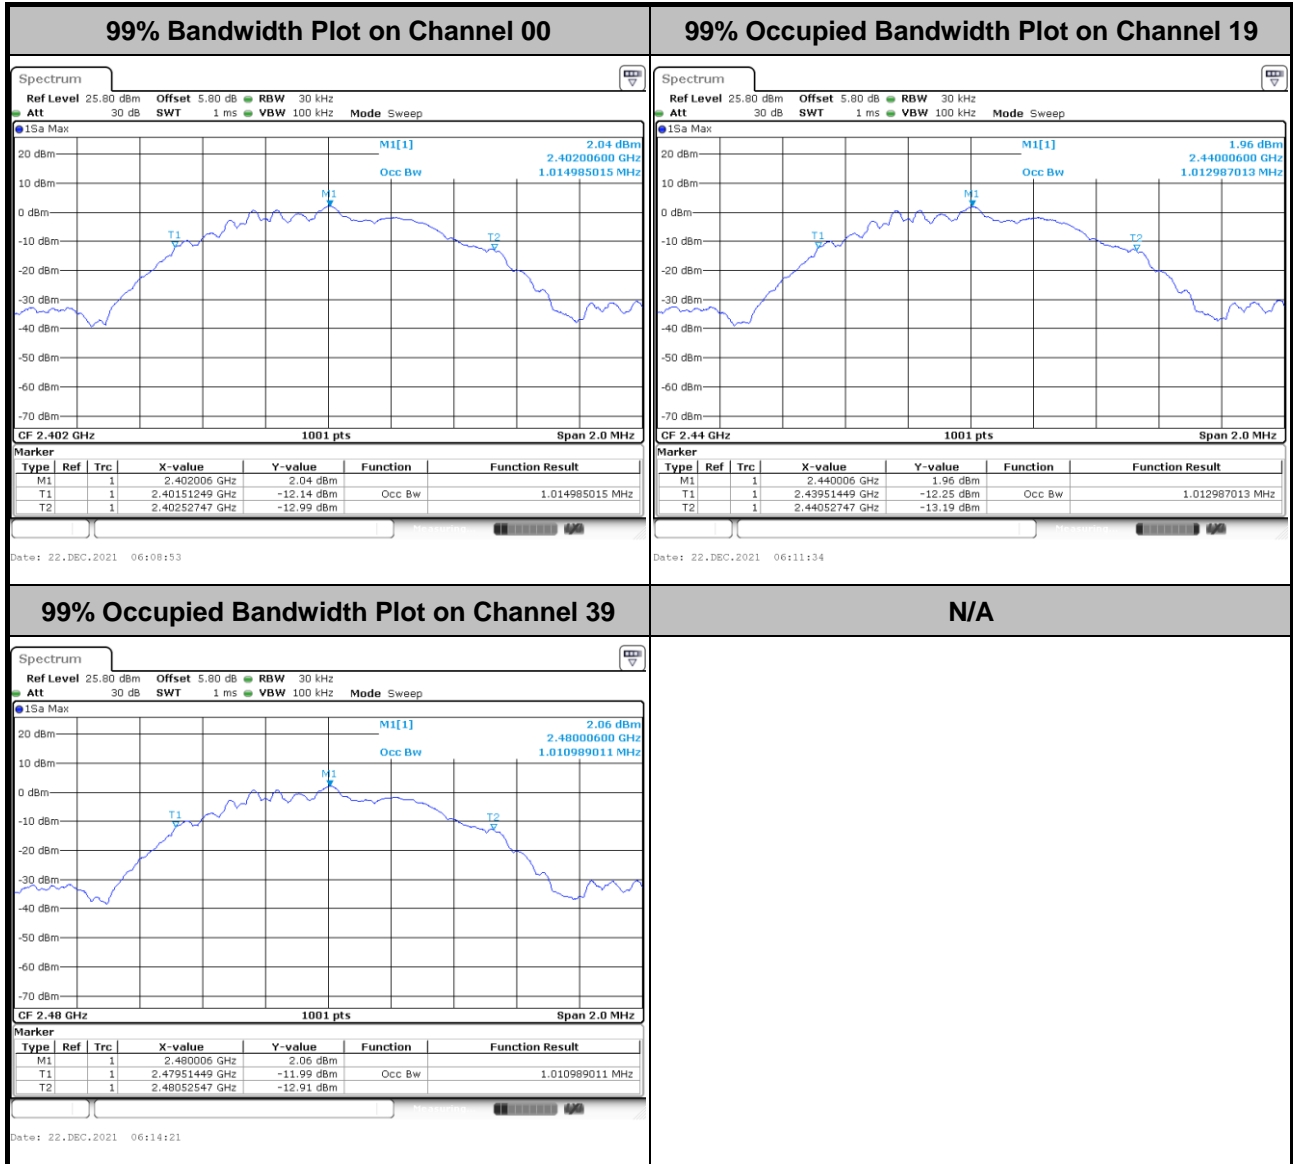 99% Bandwidth Plot on Channel 00
Spectrum
Ref Level 25.80 dBm Offset 5.80 dB RBW 30 kHz
Att 30 dB SWT 1 ms VBW 100 kHz Mode Sweep
1Sa Max
M1[1] 2.04 dBm
2.40200600 GHz
Occ Bw 1.014985015 MHz
20 dBm
10 dBm
0 dBm
-10 dBm
-20 dBm
-30 dBm
-40 dBm
-50 dBm
-60 dBm
-70 dBm
M1
T1
T2
CF 2.402 GHz 1001 pts Span 2.0 MHz
Marker
Type Ref Trc X-value Y-value Function Function Result
M1 1 2.402006 GHz 2.04 dBm
T1 1 2.40151249 GHz -12.14 dBm Occ Bw 1.014985015 MHz
T2 1 2.40252747 GHz -12.99 dBm
Measuring...
Date: 22.DEC.2021 06:08:53
99% Occupied Bandwidth Plot on Channel 19
Spectrum
Ref Level 25.80 dBm Offset 5.80 dB RBW 30 kHz
Att 30 dB SWT 1 ms VBW 100 kHz Mode Sweep
1Sa Max
M1[1] 1.96 dBm
2.44000600 GHz
Occ Bw 1.012987013 MHz
20 dBm
10 dBm
0 dBm
-10 dBm
-20 dBm
-30 dBm
-40 dBm
-50 dBm
-60 dBm
-70 dBm
M1
T1
T2
CF 2.44 GHz 1001 pts Span 2.0 MHz
Marker
Type Ref Trc X-value Y-value Function Function Result
M1 1 2.440006 GHz 1.96 dBm
T1 1 2.43951449 GHz -12.25 dBm Occ Bw 1.012987013 MHz
T2 1 2.44052747 GHz -13.19 dBm
Measuring...
Date: 22.DEC.2021 06:11:34
99% Occupied Bandwidth Plot on Channel 39
Spectrum
Ref Level 25.80 dBm Offset 5.80 dB RBW 30 kHz
Att 30 dB SWT 1 ms VBW 100 kHz Mode Sweep
1Sa Max
M1[1] 2.06 dBm
2.48000600 GHz
Occ Bw 1.010989011 MHz
20 dBm
10 dBm
0 dBm
-10 dBm
-20 dBm
-30 dBm
-40 dBm
-50 dBm
-60 dBm
-70 dBm
M1
T1
T2
CF 2.48 GHz 1001 pts Span 2.0 MHz
Marker
Type Ref Trc X-value Y-value Function Function Result
M1 1 2.480006 GHz 2.06 dBm
T1 1 2.47951449 GHz -11.99 dBm Occ Bw 1.010989011 MHz
T2 1 2.48052547 GHz -12.91 dBm
Measuring...
Date: 22.DEC.2021 06:14:21
N/A